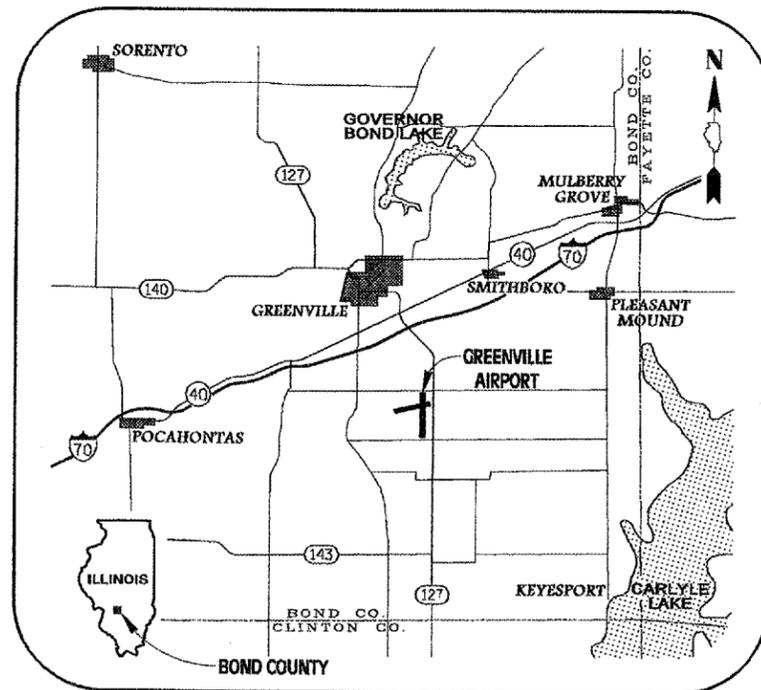 SORENTO
N
GOVERNOR
BOND LAKE
BOND CO.
FAYETTE CO.
127
MULBERRY
GROVE
40
70
SMITHBORO
140
GREENVILLE
PLEASANT
MOUND
GREENVILLE
AIRPORT
40
70
POCAHONTAS
143
ILLINOIS
127
KEYESPORT
CARLYLE
LAKE
BOND CO.
CLINTON CO.
BOND COUNTY